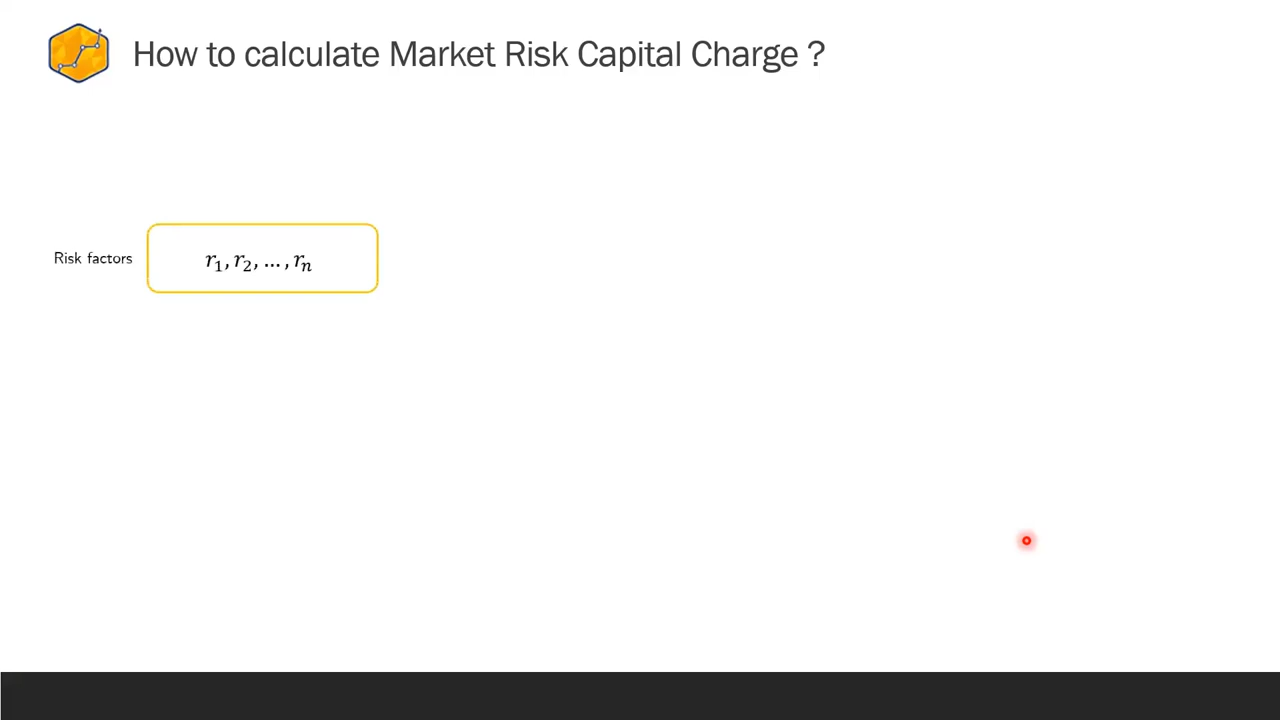 How to calculate Market Risk Capital Charge ?
Risk factors
r₁, r₂, … , rₙ